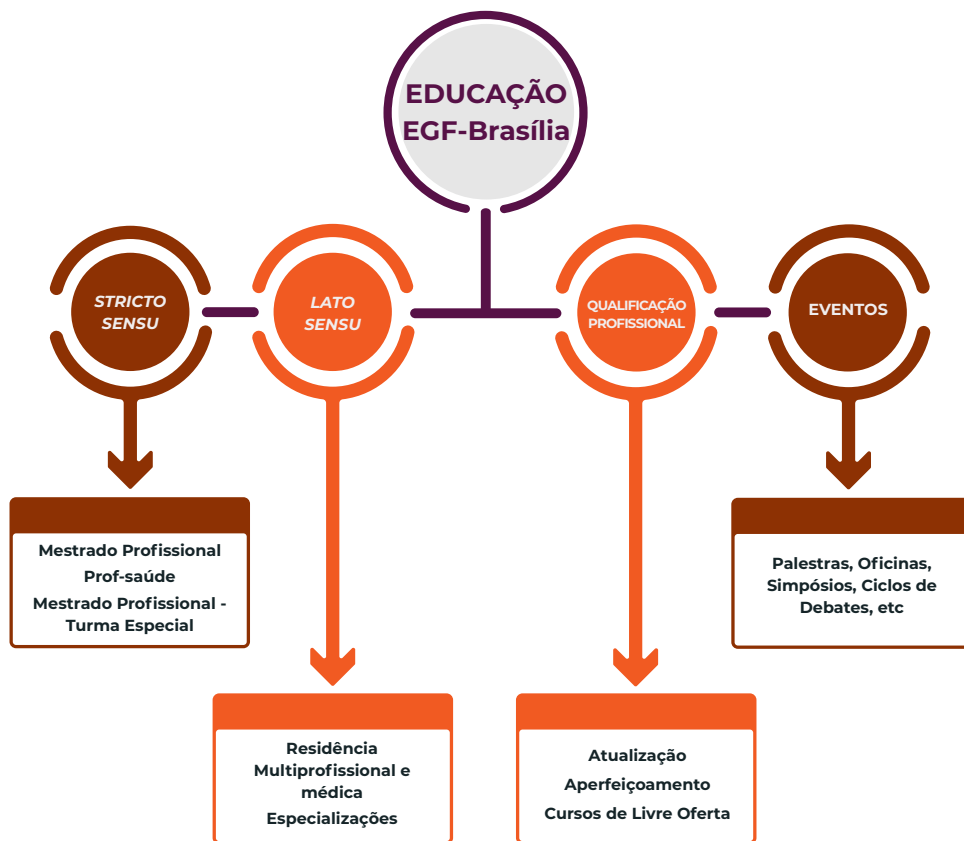 EDUCAÇÃO
EGF-Brasília
STRICTO
SENSU
LATO
SENSU
QUALIFICAÇÃO
PROFISSIONAL
EVENTOS
Mestrado Profissional
Prof-saúde
Mestrado Profissional -
Turma Especial
Residência
Multiprofissional e
médica
Especializações
Atualização
Aperfeiçoamento
Cursos de Livre Oferta
Palestras, Oficinas,
Simpósios, Ciclos de
Debates, etc